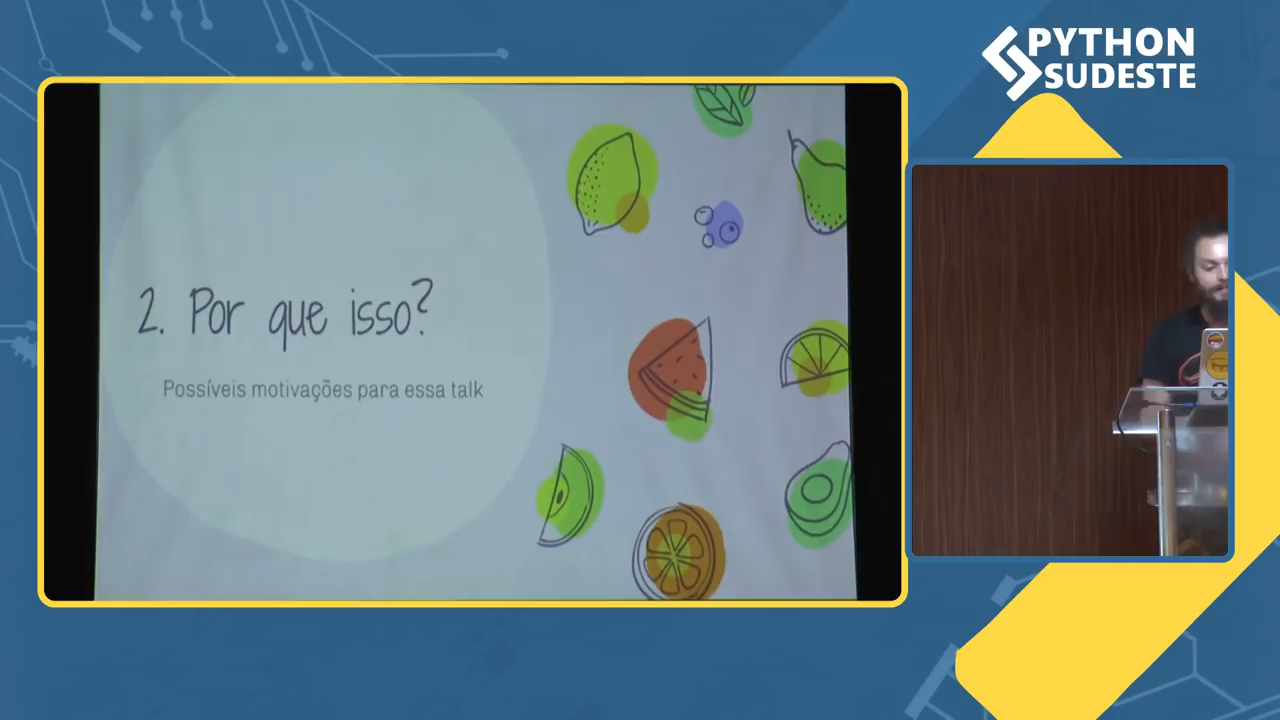 PYTHON
SUDESTE
2. Por que isso?
Possíveis motivações para essa talk